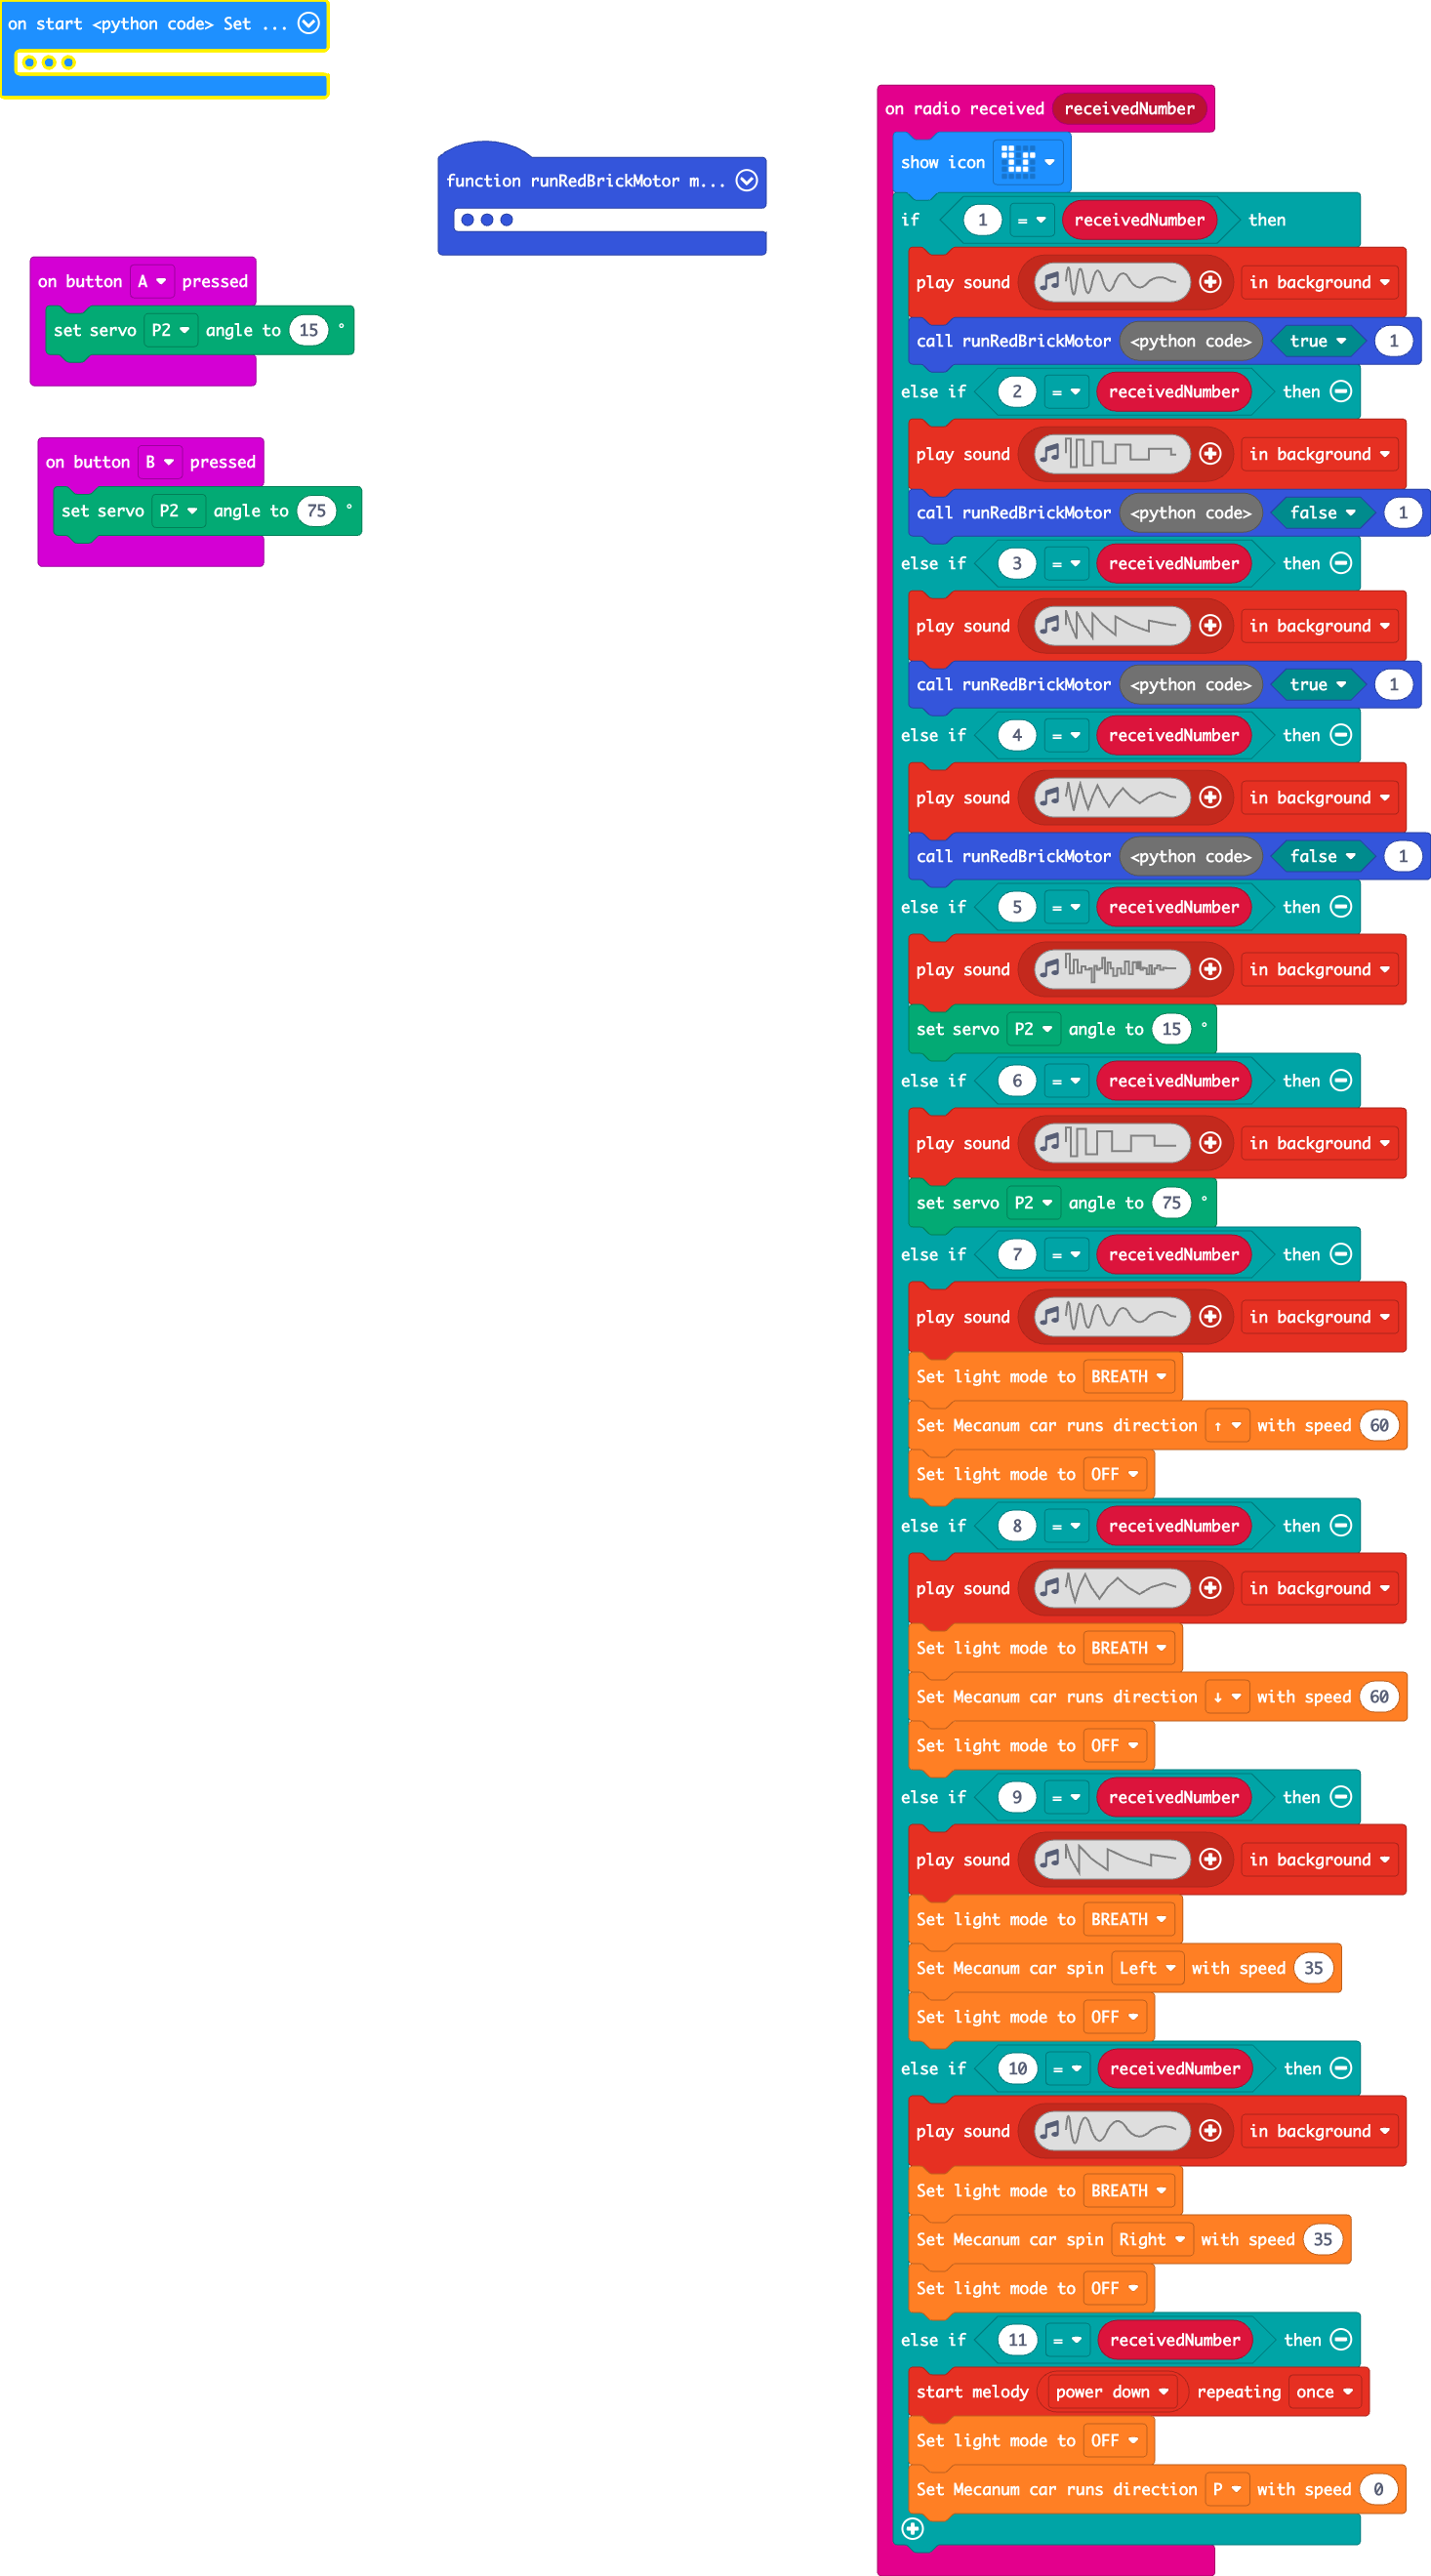 on start <python code> Set ...
function runRedBrickMotor m...
on button A pressed
set servo P2 angle to 15 °
on button B pressed
set servo P2 angle to 75 °
on radio received receivedNumber
show icon
if 1 = receivedNumber then
play sound in background
call runRedBrickMotor <python code> true 1
else if 2 = receivedNumber then
play sound in background
call runRedBrickMotor <python code> false 1
else if 3 = receivedNumber then
play sound in background
call runRedBrickMotor <python code> true 1
else if 4 = receivedNumber then
play sound in background
call runRedBrickMotor <python code> false 1
else if 5 = receivedNumber then
play sound in background
set servo P2 angle to 15 °
else if 6 = receivedNumber then
play sound in background
set servo P2 angle to 75 °
else if 7 = receivedNumber then
play sound in background
Set light mode to BREATH
Set Mecanum car runs direction ↑ with speed 60
Set light mode to OFF
else if 8 = receivedNumber then
play sound in background
Set light mode to BREATH
Set Mecanum car runs direction ↓ with speed 60
Set light mode to OFF
else if 9 = receivedNumber then
play sound in background
Set light mode to BREATH
Set Mecanum car spin Left with speed 35
Set light mode to OFF
else if 10 = receivedNumber then
play sound in background
Set light mode to BREATH
Set Mecanum car spin Right with speed 35
Set light mode to OFF
else if 11 = receivedNumber then
start melody power down repeating once
Set light mode to OFF
Set Mecanum car runs direction P with speed 0